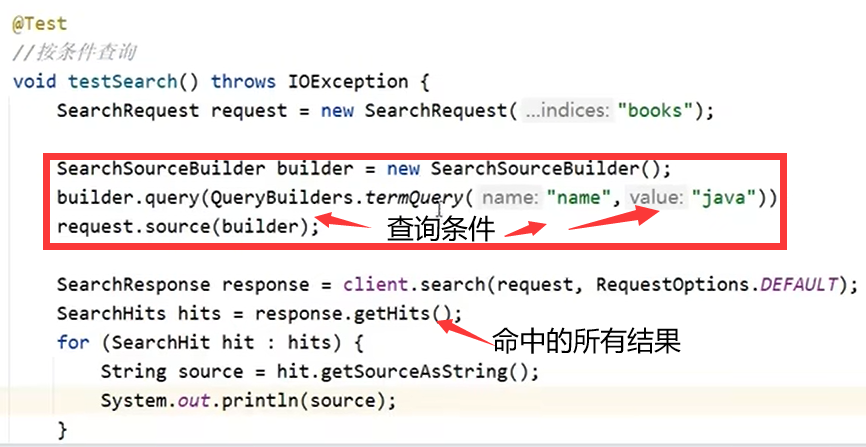 @Test
//按条件查询
void testSearch() throws IOException {
SearchRequest request = new SearchRequest( ...indices: "books");
SearchSourceBuilder builder = new SearchSourceBuilder();
builder.query(QueryBuilders.termQuery( name: "name", value: "java"))
request.source(builder);
查询条件
SearchResponse response = client.search(request, RequestOptions.DEFAULT);
SearchHits hits = response.getHits();
命中的所有结果
for (SearchHit hit : hits) {
String source = hit.getSourceAsString();
System.out.println(source);
}